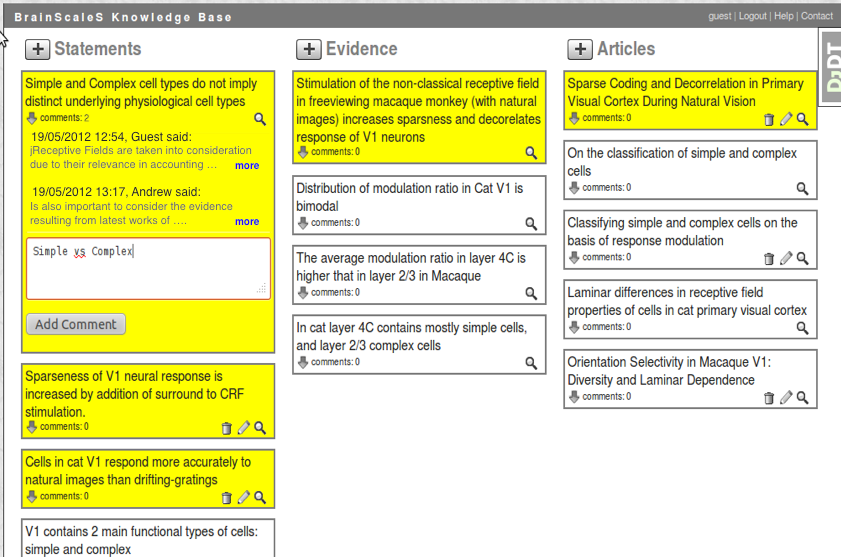 BrainScaleS Knowledge Base
guest | Logout | Help | Contact
Statements
Simple and Complex cell types do not imply
distinct underlying physiological cell types
comments: 2
19/05/2012 12:54, Guest said:
jReceptive Fields are taken into consideration
due to their relevance in accounting ... more
19/05/2012 13:17, Andrew said:
Is also important to consider the evidence
resulting from latest works of .... more
Simple vs Complex
Add Comment
Sparseness of V1 neural response is
increased by addition of surround to CRF
stimulation.
comments: 0
Cells in cat V1 respond more accurately to
natural images than drifting-gratings
comments: 0
V1 contains 2 main functional types of cells:
simple and complex
Evidence
Stimulation of the non-classical receptive field
in freeviewing macaque monkey (with natural
images) increases sparsness and decorelates
response of V1 neurons
comments: 0
Distribution of modulation ratio in Cat V1 is
bimodal
comments: 0
The average modulation ratio in layer 4C is
higher that in layer 2/3 in Macaque
comments: 0
In cat layer 4C contains mostly simple cells,
and layer 2/3 complex cells
comments: 0
Articles
Sparse Coding and Decorrelation in Primary
Visual Cortex During Natural Vision
comments: 0
On the classification of simple and complex
cells
comments: 0
Classifying simple and complex cells on the
basis of response modulation
comments: 0
Laminar differences in receptive field
properties of cells in cat primary visual cortex
comments: 0
Orientation Selectivity in Macaque V1:
Diversity and Laminar Dependence
comments: 0
DjDT